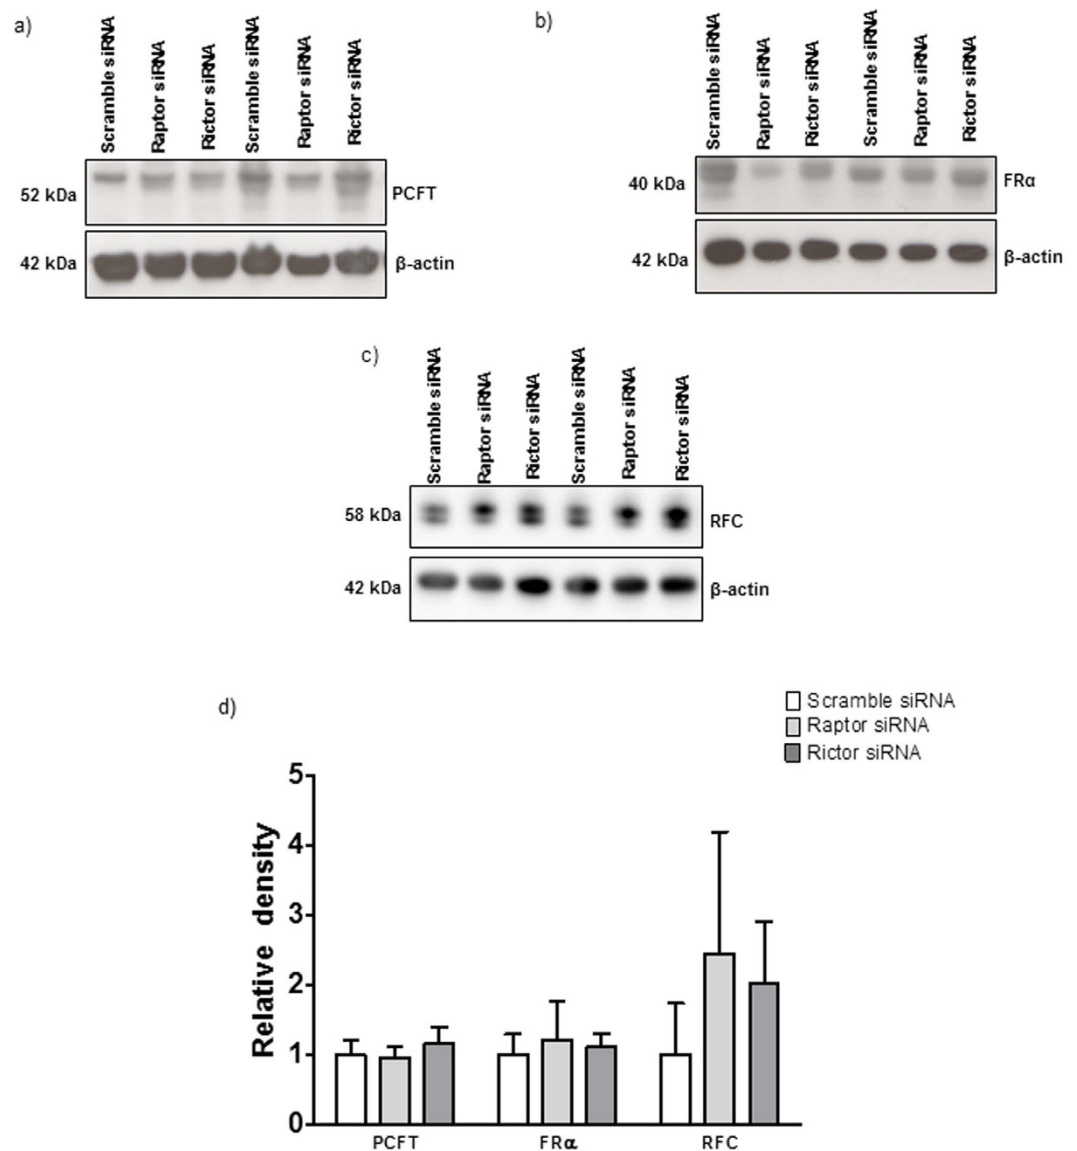 a)
Scramble siRNA
Raptor siRNA
Rictor siRNA
Scramble siRNA
Raptor siRNA
Rictor siRNA
52 kDa
PCFT
42 kDa
β-actin
b)
Scramble siRNA
Raptor siRNA
Rictor siRNA
Scramble siRNA
Raptor siRNA
Rictor siRNA
40 kDa
FRα
42 kDa
β-actin
c)
Scramble siRNA
Raptor siRNA
Rictor siRNA
Scramble siRNA
Raptor siRNA
Rictor siRNA
58 kDa
RFC
42 kDa
β-actin
d)
Scramble siRNA
Raptor siRNA
Rictor siRNA
Relative density
5
4
3
2
1
0
PCFT
FRα
RFC